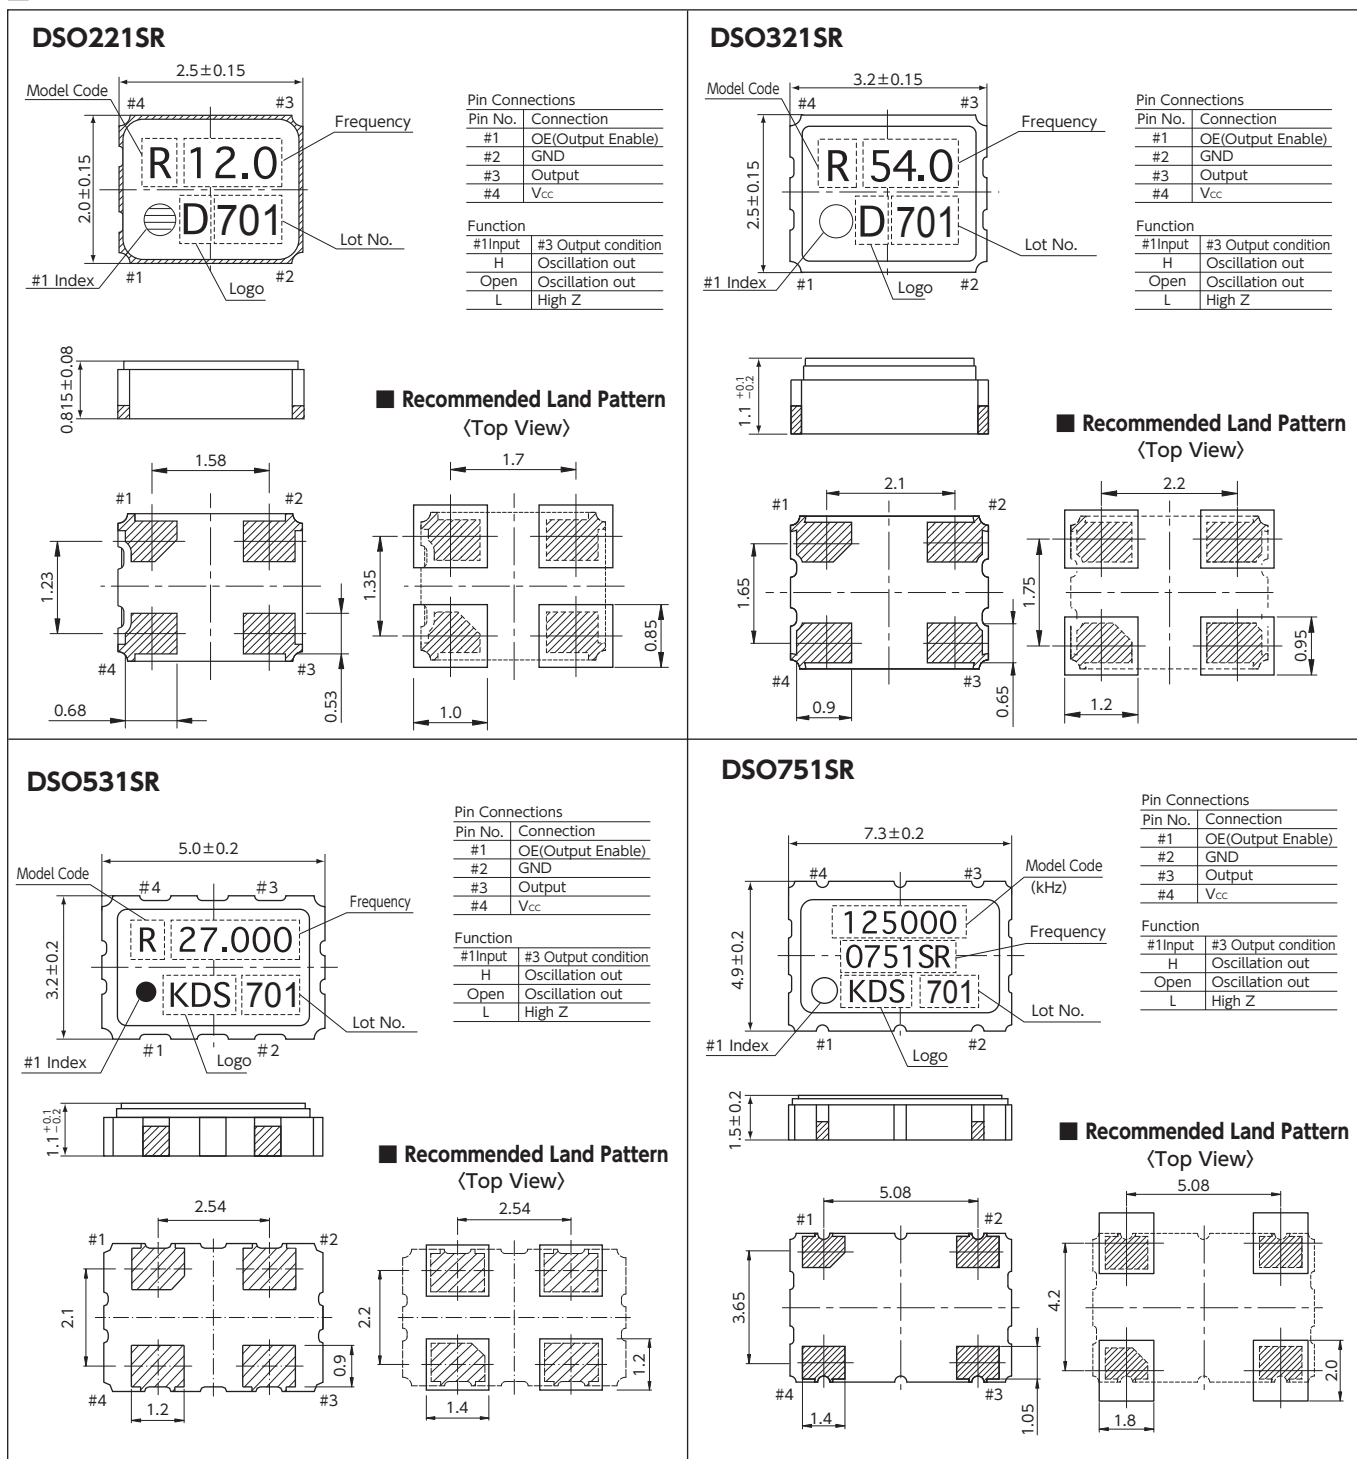 DSO221SR
2.5±0.15
Model Code
#4
#3
Frequency
R 12.0
2.0±0.15
D 701
Lot No.
#1 Index
#1
#2
Logo
Pin Connections
Pin No. Connection
#1 OE(Output Enable)
#2 GND
#3 Output
#4 Vcc
Function
#1Input #3 Output condition
H Oscillation out
Open Oscillation out
L High Z
0.815±0.08
■ Recommended Land Pattern
〈Top View〉
1.58
#1
#2
1.23
#4
#3
0.68
0.53
1.7
1.35
0.85
1.0
DSO321SR
3.2±0.15
Model Code
#4
#3
Frequency
R 54.0
2.5±0.15
D 701
Lot No.
#1 Index
#1
#2
Logo
Pin Connections
Pin No. Connection
#1 OE(Output Enable)
#2 GND
#3 Output
#4 Vcc
Function
#1Input #3 Output condition
H Oscillation out
Open Oscillation out
L High Z
1.1 +0.1 -0.2
■ Recommended Land Pattern
〈Top View〉
2.1
#1
#2
1.65
#4
#3
0.9
0.65
2.2
1.75
0.95
1.2
DSO531SR
5.0±0.2
Model Code
#4
#3
Frequency
R 27.000
3.2±0.2
KDS 701
Lot No.
#1 Index
#1
#2
Logo
Pin Connections
Pin No. Connection
#1 OE(Output Enable)
#2 GND
#3 Output
#4 Vcc
Function
#1Input #3 Output condition
H Oscillation out
Open Oscillation out
L High Z
1.1 +0.1 -0.2
■ Recommended Land Pattern
〈Top View〉
2.54
#1
#2
2.1
#4
#3
1.2
0.9
2.54
2.2
1.2
1.4
DSO751SR
7.3±0.2
Model Code
(kHz)
#4
#3
125000
Frequency
0751SR
4.9±0.2
KDS 701
Lot No.
#1 Index
#1
#2
Logo
Pin Connections
Pin No. Connection
#1 OE(Output Enable)
#2 GND
#3 Output
#4 Vcc
Function
#1Input #3 Output condition
H Oscillation out
Open Oscillation out
L High Z
1.5±0.2
■ Recommended Land Pattern
〈Top View〉
5.08
#1
#2
3.65
#4
#3
1.4
1.05
5.08
4.2
2.0
1.8